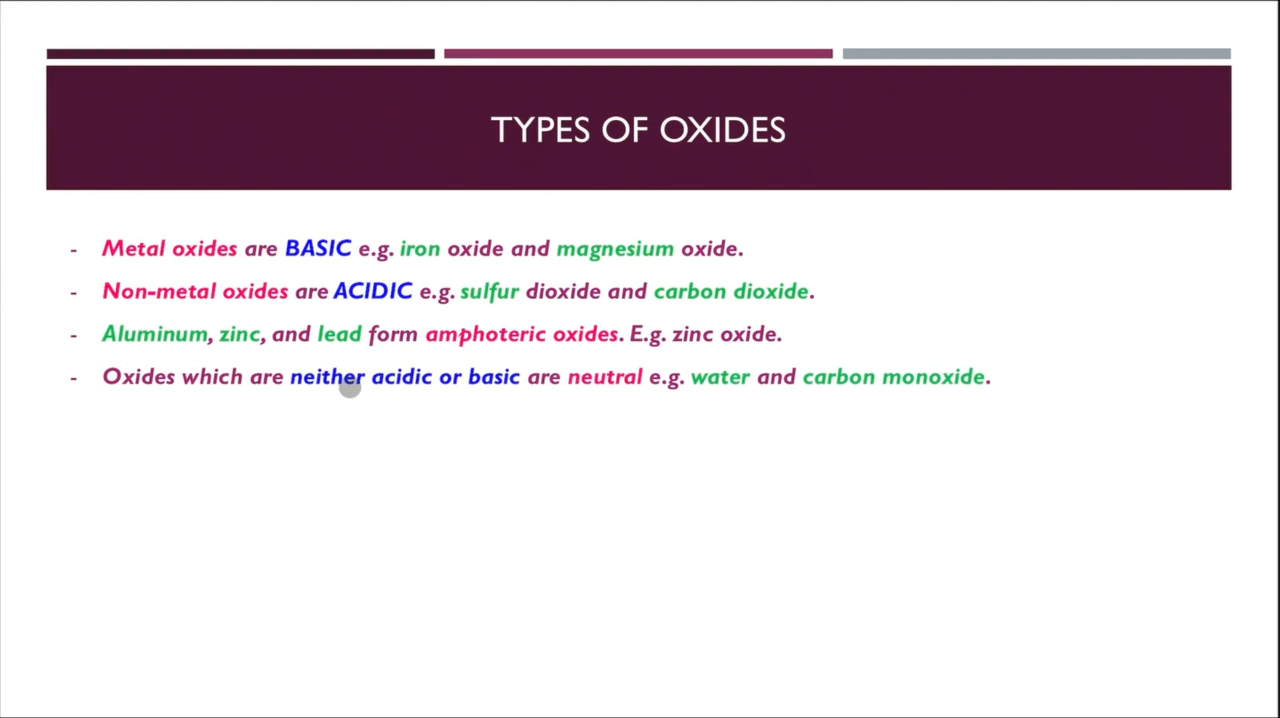 TYPES OF OXIDES
- Metal oxides are BASIC e.g. iron oxide and magnesium oxide.
- Non-metal oxides are ACIDIC e.g. sulfur dioxide and carbon dioxide.
- Aluminum, zinc, and lead form amphoteric oxides. E.g. zinc oxide.
- Oxides which are neither acidic or basic are neutral e.g. water and carbon monoxide.